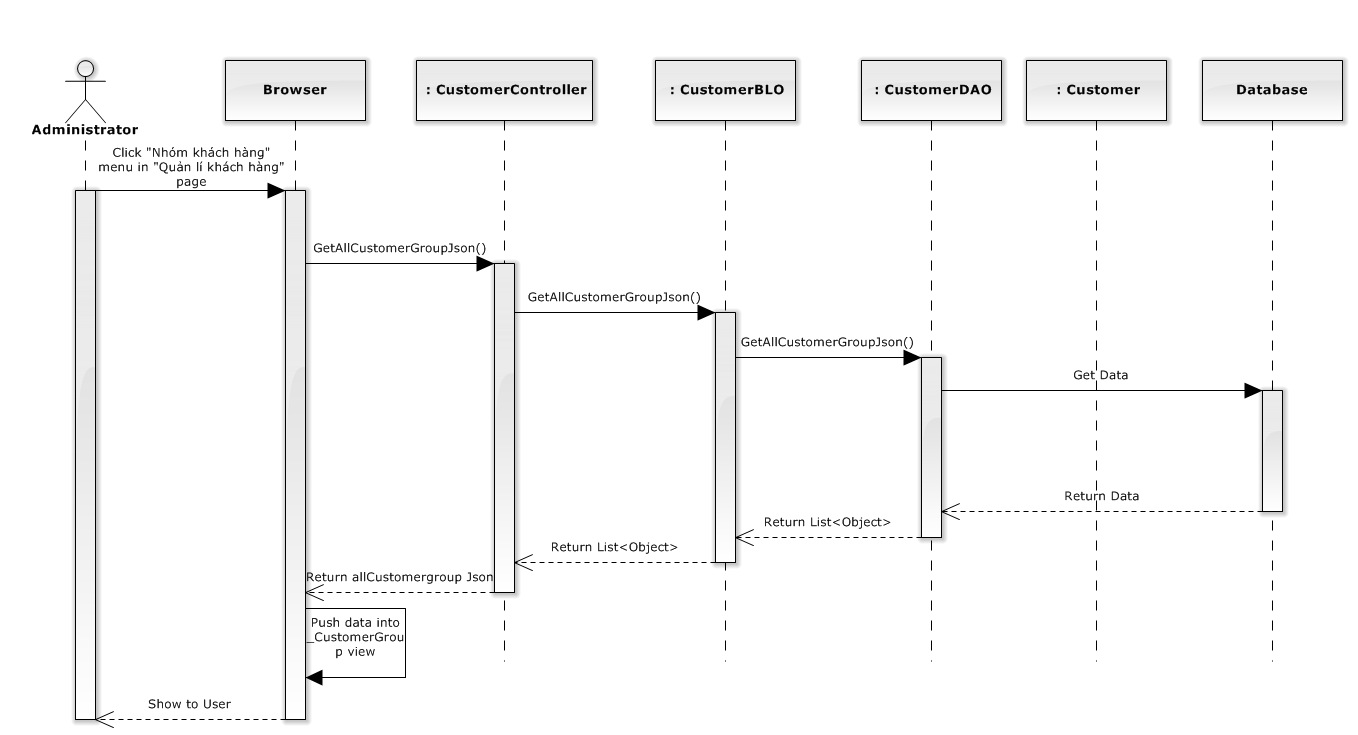 Administrator
Browser
: CustomerController
: CustomerBLO
: CustomerDAO
: Customer
Database
Click "Nhóm khách hàng"
menu in "Quản lí khách hàng"
page
GetAllCustomerGroupJson()
GetAllCustomerGroupJson()
GetAllCustomerGroupJson()
Get Data
Return Data
Return List<Object>
Return List<Object>
Return allCustomergroup Json
Push data into
_CustomerGrou
p view
Show to User